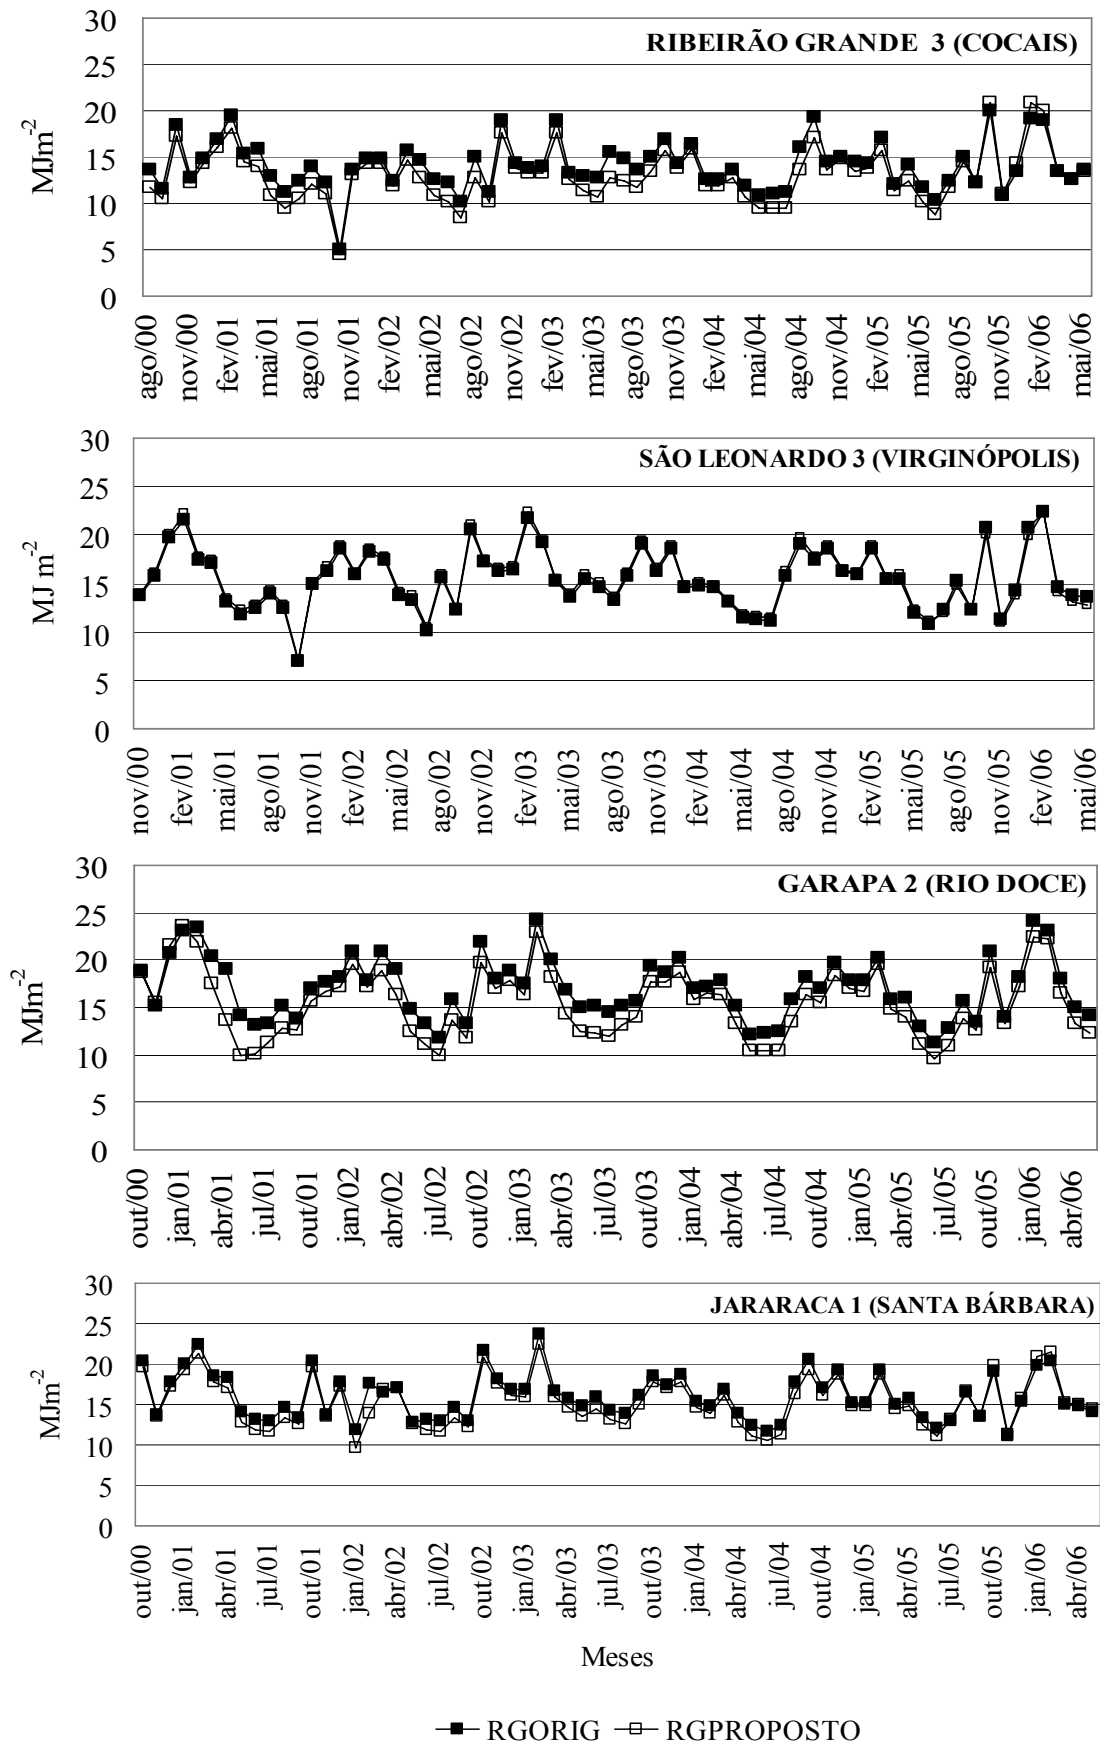 RIBEIRÃO GRANDE 3 (COCAIS)
MJm-2
30
25
20
15
10
5
0
ago/00 nov/00 fev/01 mai/01 ago/01 nov/01 fev/02 mai/02 ago/02 nov/02 fev/03 mai/03 ago/03 nov/03 fev/04 mai/04 ago/04 nov/04 fev/05 mai/05 ago/05 nov/05 fev/06 mai/06
SÃO LEONARDO 3 (VIRGINÓPOLIS)
MJ m-2
30
25
20
15
10
5
0
nov/00 fev/01 mai/01 ago/01 nov/01 fev/02 mai/02 ago/02 nov/02 fev/03 mai/03 ago/03 nov/03 fev/04 mai/04 ago/04 nov/04 fev/05 mai/05 ago/05 nov/05 fev/06 mai/06
GARAPA 2 (RIO DOCE)
MJm-2
30
25
20
15
10
5
0
out/00 jan/01 abr/01 jul/01 out/01 jan/02 abr/02 jul/02 out/02 jan/03 abr/03 jul/03 out/03 jan/04 abr/04 jul/04 out/04 jan/05 abr/05 jul/05 out/05 jan/06 abr/06
JARARACA 1 (SANTA BÁRBARA)
MJm-2
30
25
20
15
10
5
0
out/00 jan/01 abr/01 jul/01 out/01 jan/02 abr/02 jul/02 out/02 jan/03 abr/03 jul/03 out/03 jan/04 abr/04 jul/04 out/04 jan/05 abr/05 jul/05 out/05 jan/06 abr/06
Meses
RGORIG RGPROPOSTO